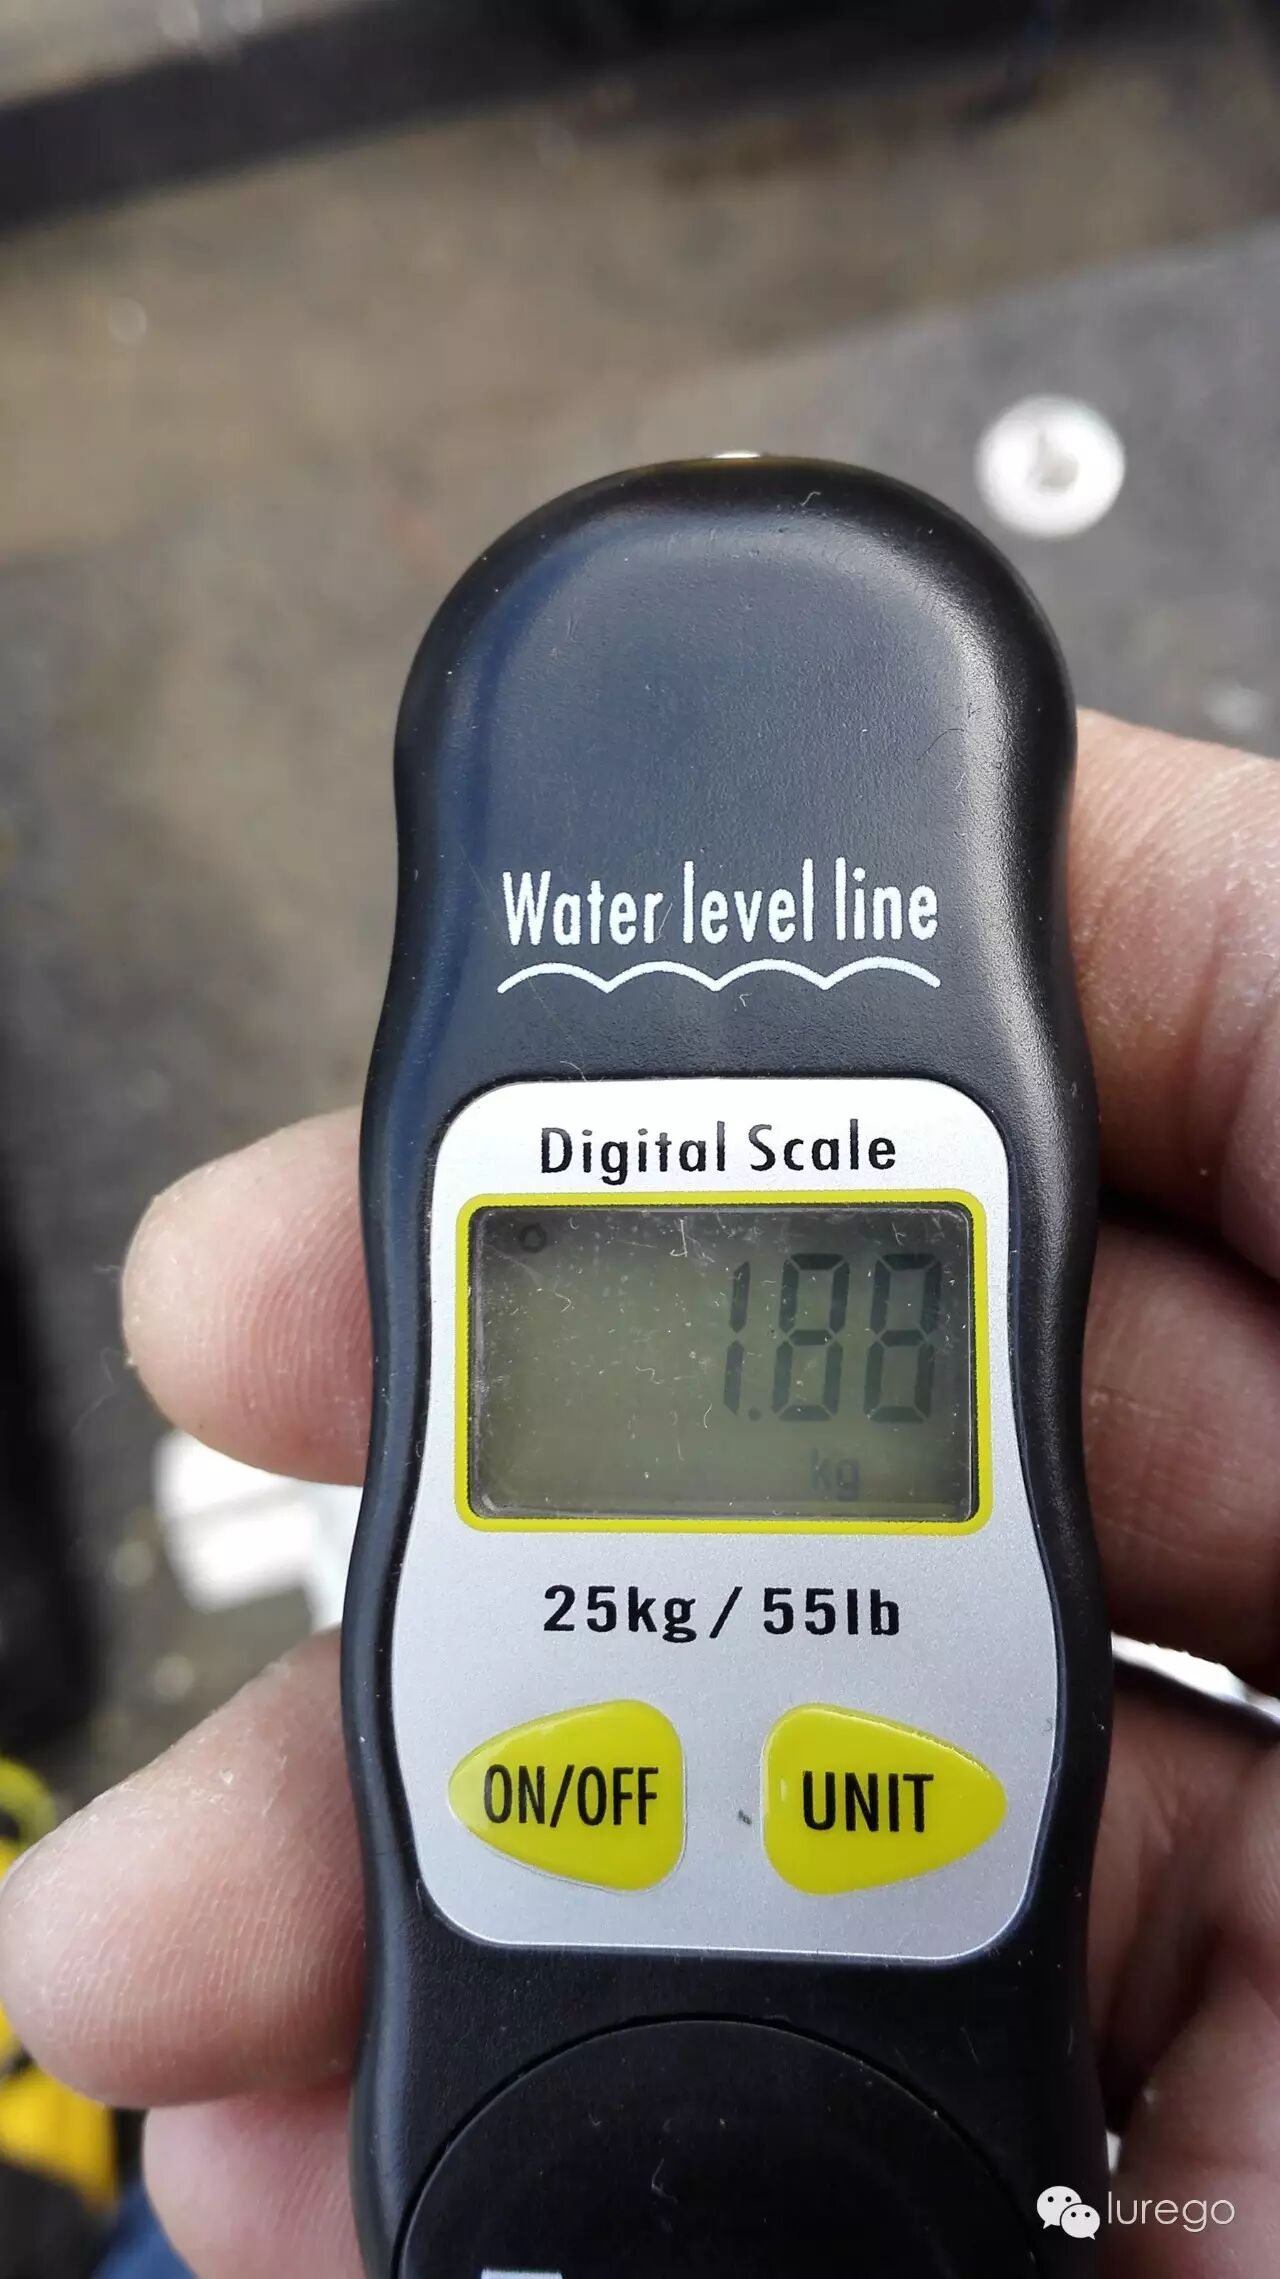 Water level line
Digital Scale
1.88
kg
25kg / 55lb
ON/OFF
UNIT
lurego